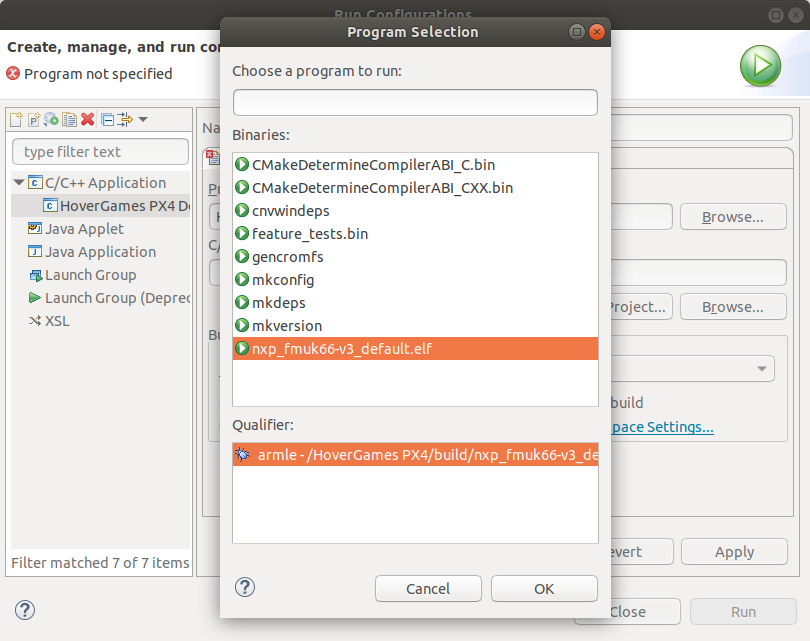 Run Configurations
Program Selection
Create, manage, and run co
Program not specified
Choose a program to run:
Na
type filter text
Binaries:
CMakeDetermineCompilerABI_C.bin
CMakeDetermineCompilerABI_CXX.bin
cnvwindeps
feature_tests.bin
gencromfs
mkconfig
mkdeps
mkversion
nxp_fmuk66-v3_default.elf
C/C++ Application
HoverGames PX4 De
Java Applet
Java Application
Launch Group
Launch Group (Deprec
XSL
Browse...
C/
Project...
Browse...
Bu
build
pace Settings...
Qualifier:
armle - /HoverGames PX4/build/nxp_fmuk66-v3_de
Filter matched 7 of 7 items
evert
Apply
Cancel
OK
Close
Run